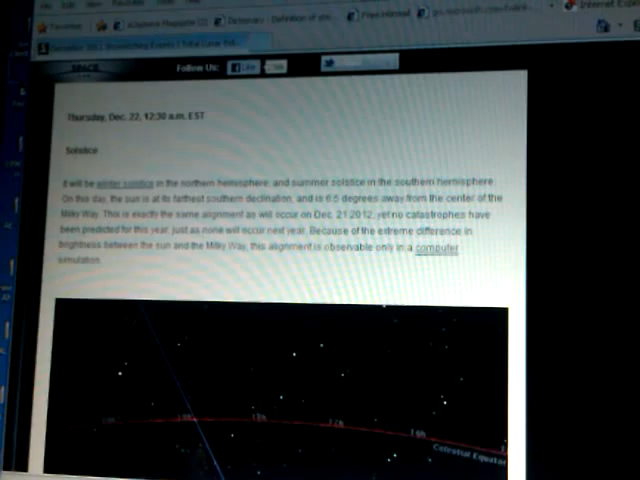 Favorites
Free Hotmail
SPACE
Follow Us:
Like
Thursday, Dec. 22, 12:30 a.m. EST
Solstice
It will be winter solstice in the northern hemisphere, and summer solstice in the southern hemisphere.
On this day, the sun is at its farthest southern declination, and is 6.5 degrees away from the center of the
Milky Way. This is exactly the same alignment as will occur on Dec. 21 2012, yet no catastrophes have
been predicted for this year, just as none will occur next year. Because of the extreme difference in
brightness between the sun and the Milky Way, this alignment is observable only in a computer
simulation.
Celestial Equator